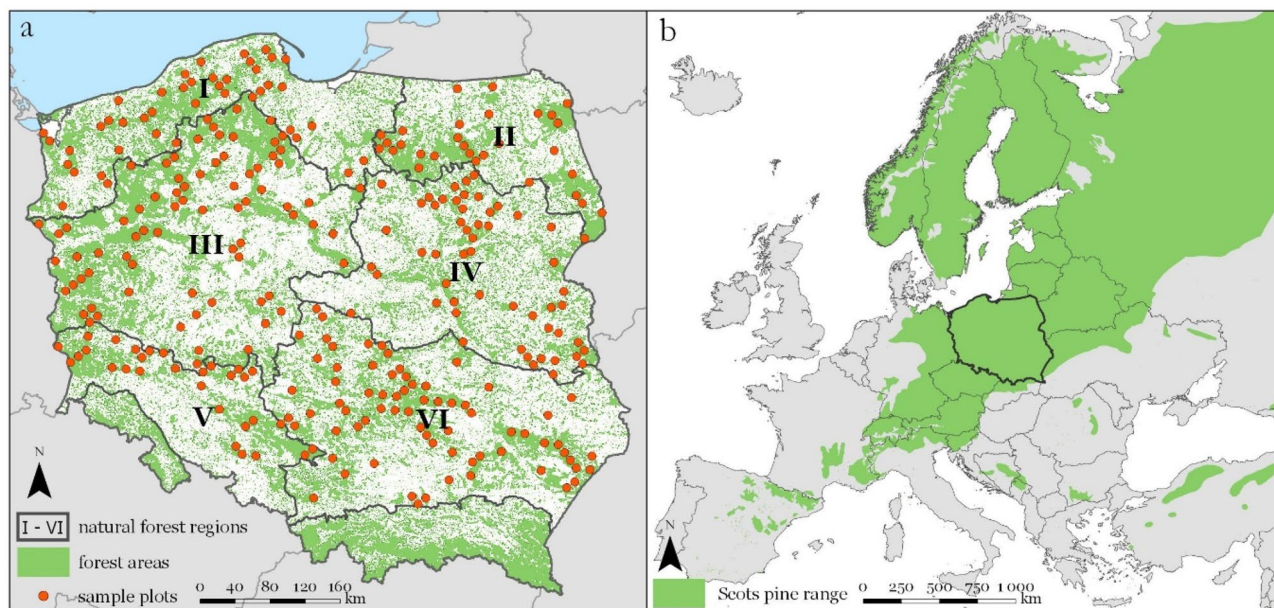 a
I
II
III
IV
V
VI
N
I - VI natural forest regions
forest areas
sample plots
0 40 80 120 160
km
b
N
Scots pine range
0 250 500 750 1 000
km